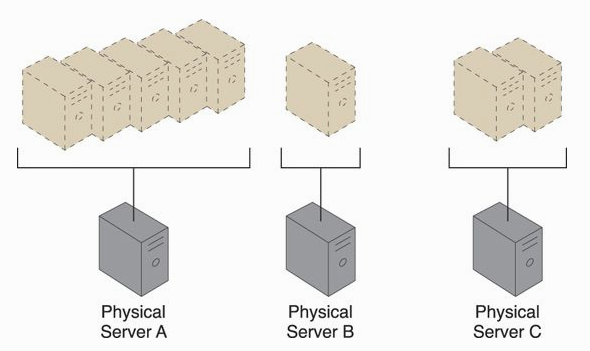 Physical
Server A
Physical
Server B
Physical
Server C